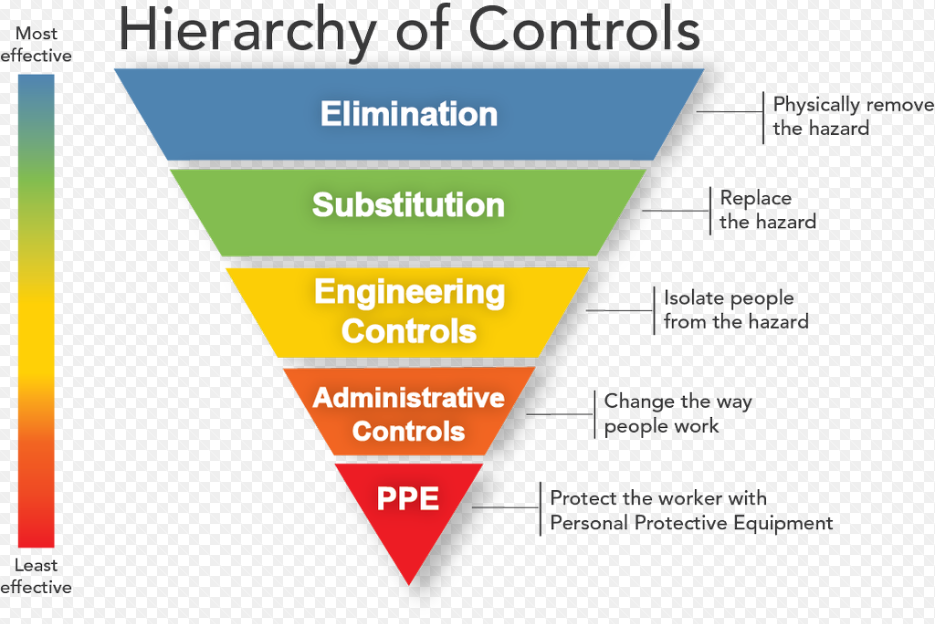 Hierarchy of Controls
Most
effective
Elimination
Physically remove
the hazard
Substitution
Replace
the hazard
Engineering
Controls
Isolate people
from the hazard
Administrative
Controls
Change the way
people work
PPE
Protect the worker with
Personal Protective Equipment
Least
effective